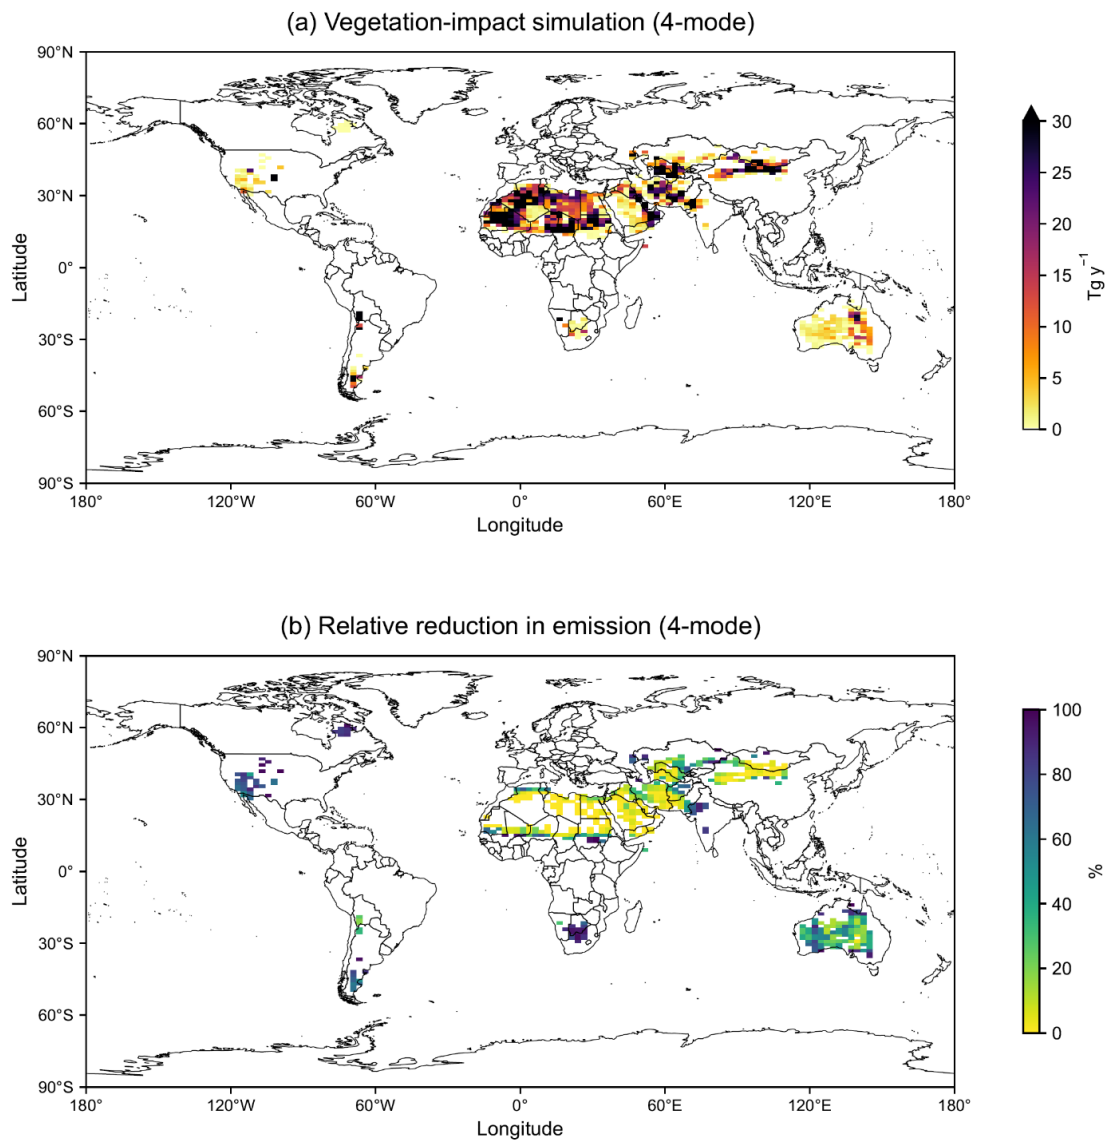 (a) Vegetation-impact simulation (4-mode)
90°N
60°N
30°N
0°
30°S
60°S
90°S
Latitude
180°
120°W
60°W
0°
60°E
120°E
180°
Longitude
30
25
20
15
10
5
0
Tg y⁻¹
(b) Relative reduction in emission (4-mode)
90°N
60°N
30°N
0°
30°S
60°S
90°S
Latitude
180°
120°W
60°W
0°
60°E
120°E
180°
Longitude
100
80
60
40
20
0
%